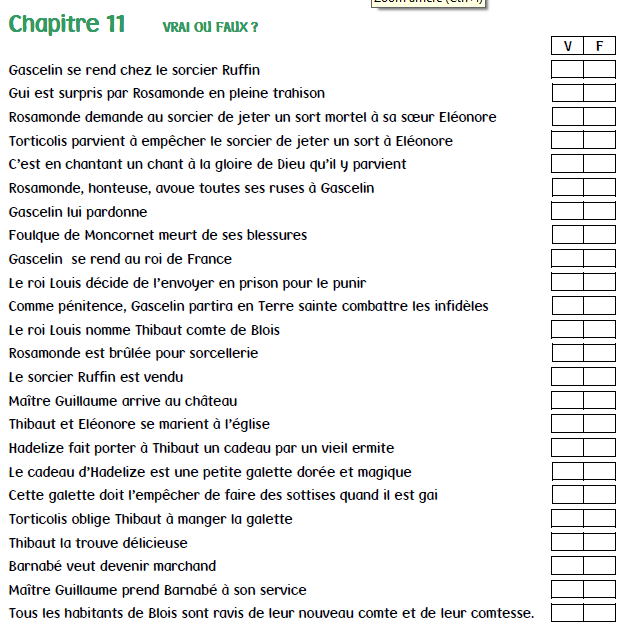 Chapitre 11 VRAI OU FAUX ?
V F
Gascelin se rend chez le sorcier Ruffin
Gui est surpris par Rosamonde en pleine trahison
Rosamonde demande au sorcier de jeter un sort mortel à sa sœur Eléonore
Torticolis parvient à empêcher le sorcier de jeter un sort à Eléonore
C'est en chantant un chant à la gloire de Dieu qu'il y parvient
Rosamonde, honteuse, avoue toutes ses ruses à Gascelin
Gascelin lui pardonne
Foulque de Moncornet meurt de ses blessures
Gascelin se rend au roi de France
Le roi Louis décide de l'envoyer en prison pour le punir
Comme pénitence, Gascelin partira en Terre sainte combattre les infidèles
Le roi Louis nomme Thibaut comte de Blois
Rosamonde est brûlée pour sorcellerie
Le sorcier Ruffin est vendu
Maître Guillaume arrive au château
Thibaut et Eléonore se marient à l'église
Hadelize fait porter à Thibaut un cadeau par un vieil ermite
Le cadeau d'Hadelize est une petite galette dorée et magique
Cette galette doit l'empêcher de faire des sottises quand il est gai
Torticolis oblige Thibaut à manger la galette
Thibaut la trouve délicieuse
Barnabé veut devenir marchand
Maître Guillaume prend Barnabé à son service
Tous les habitants de Blois sont ravis de leur nouveau comte et de leur comtesse.